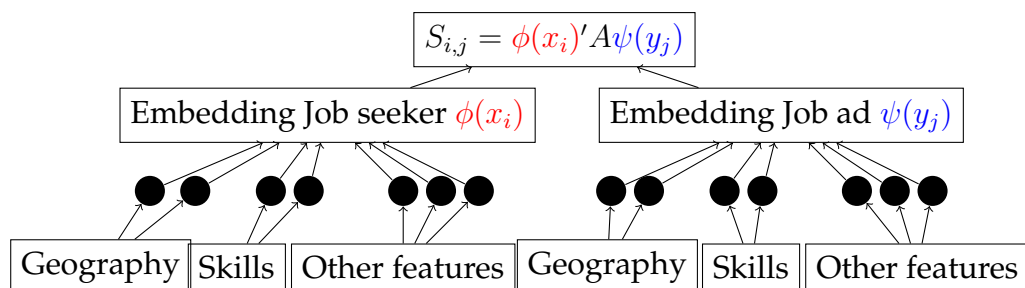 S_{i,j} = ϕ(x_i)′Aψ(y_j)
Embedding Job seeker ϕ(x_i)
Embedding Job ad ψ(y_j)
Geography
Skills
Other features
Geography
Skills
Other features